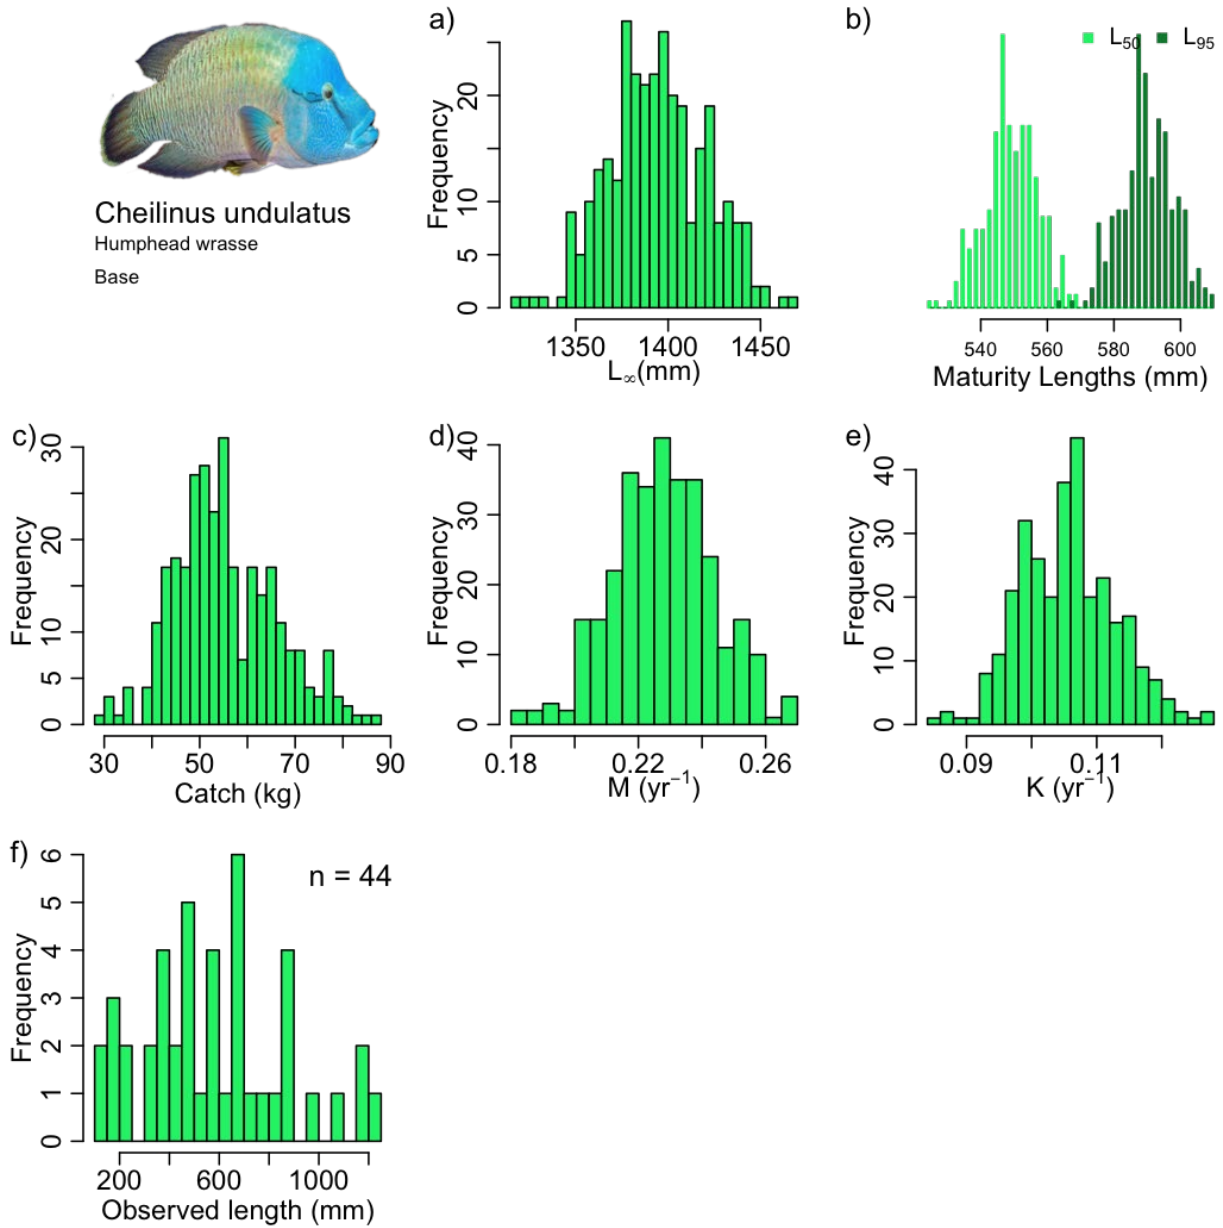 a)
b)
L50 L95
Frequency
0 5 10 20
1350 1400 1450
L∞(mm)
540 560 580 600
Maturity Lengths (mm)
Cheilinus undulatus
Humphead wrasse
Base
c)
Frequency
0 5 10 20 30
30 50 70 90
Catch (kg)
d)
Frequency
0 10 20 30 40
0.18 0.22 0.26
M (yr⁻¹)
e)
Frequency
0 10 20 30 40
0.09 0.11
K (yr⁻¹)
f)
n = 44
Frequency
0 1 2 3 4 5 6
200 600 1000
Observed length (mm)